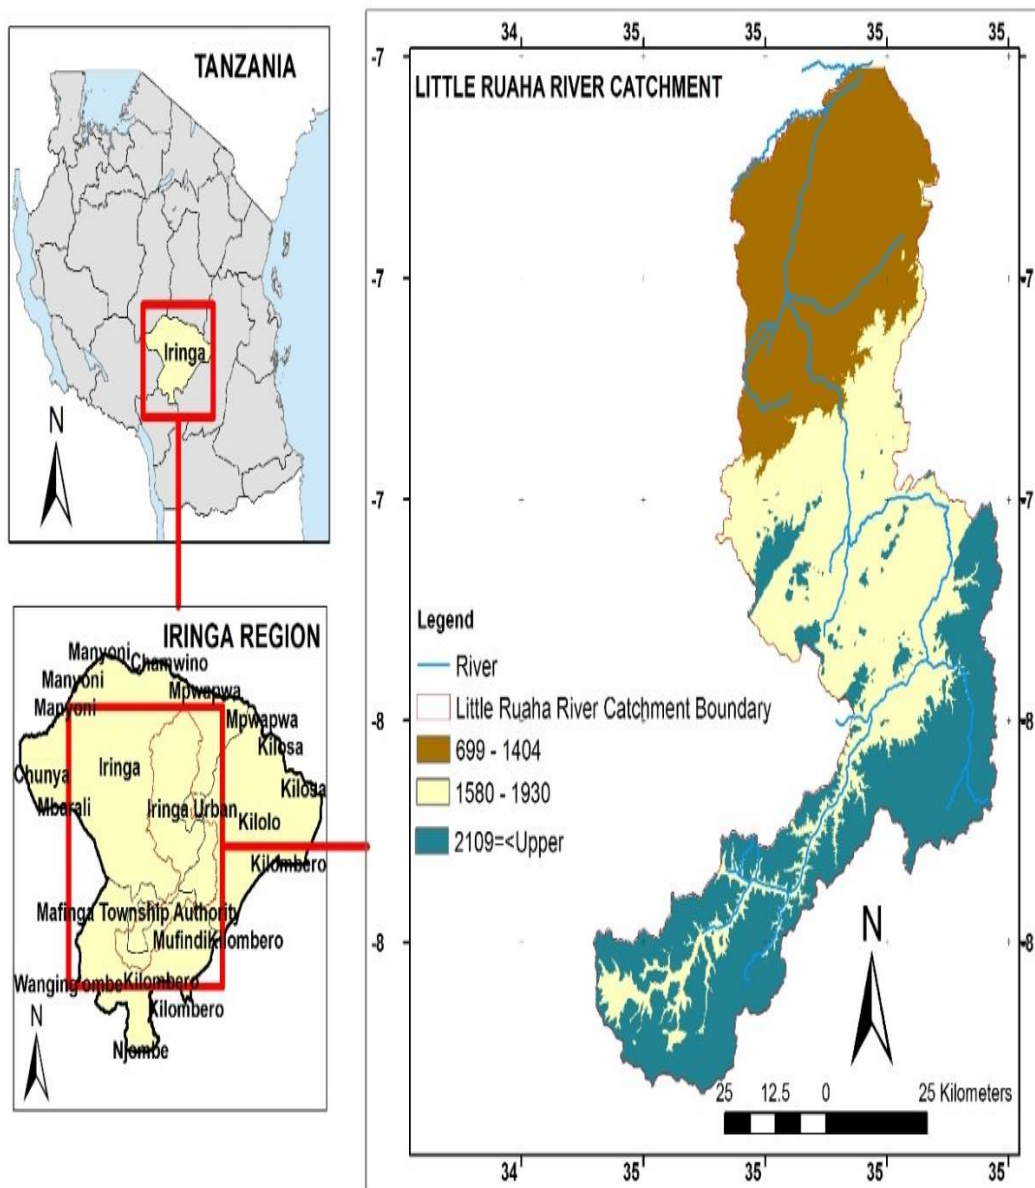 TANZANIA
Iringa
N
IRINGA REGION
Manyoni
Chamwino
Manyoni
Mpwapwa
Manyoni
Mpwapwa
Kilosa
Iringa
Chunya
Kilosa
Mbarali
Iringa Urban
Kilolo
Kilombero
Mafinga Township Authority
Mufindi
Kilombero
Wanging'ombe
Kilombero
Kilombero
Njombe
N
34 35 35 35 35
-7
LITTLE RUAHA RIVER CATCHMENT
-7
-7
Legend
River
Little Ruaha River Catchment Boundary
699 - 1404
1580 - 1930
2109=<Upper
-8
-8
N
25 12.5 0 25 Kilometers
34 35 35 35 35
-7
-7
-7
-8
-8